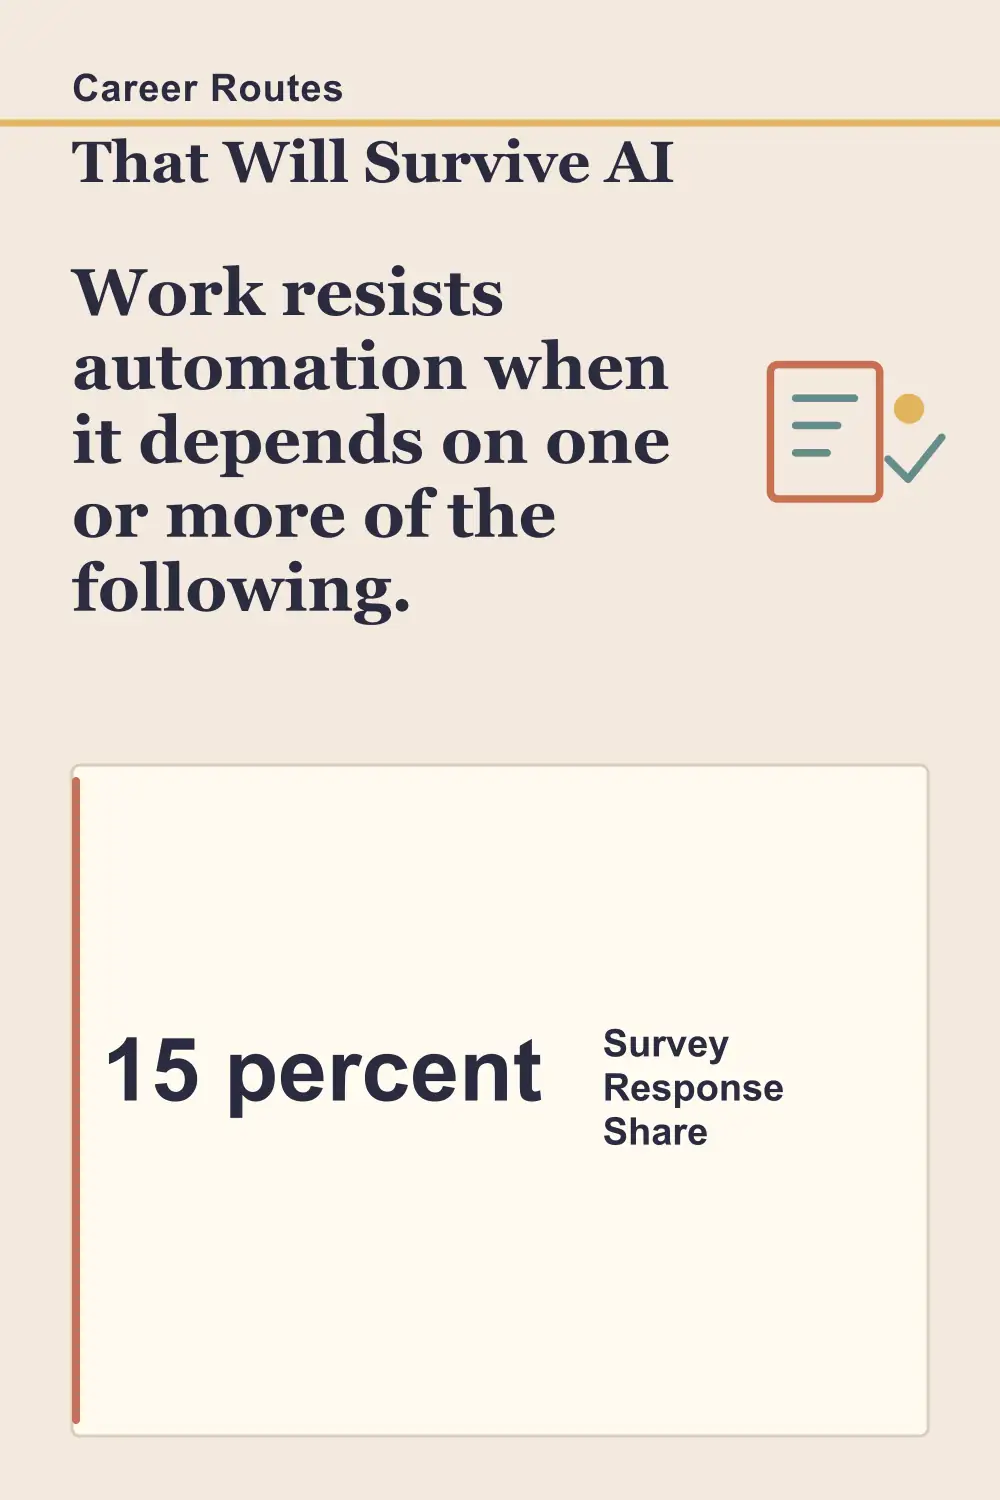 Career Routes
That Will Survive AI
Work resists
automation when
it depends on one
or more of the
following.
15 percent
Survey
Response
Share